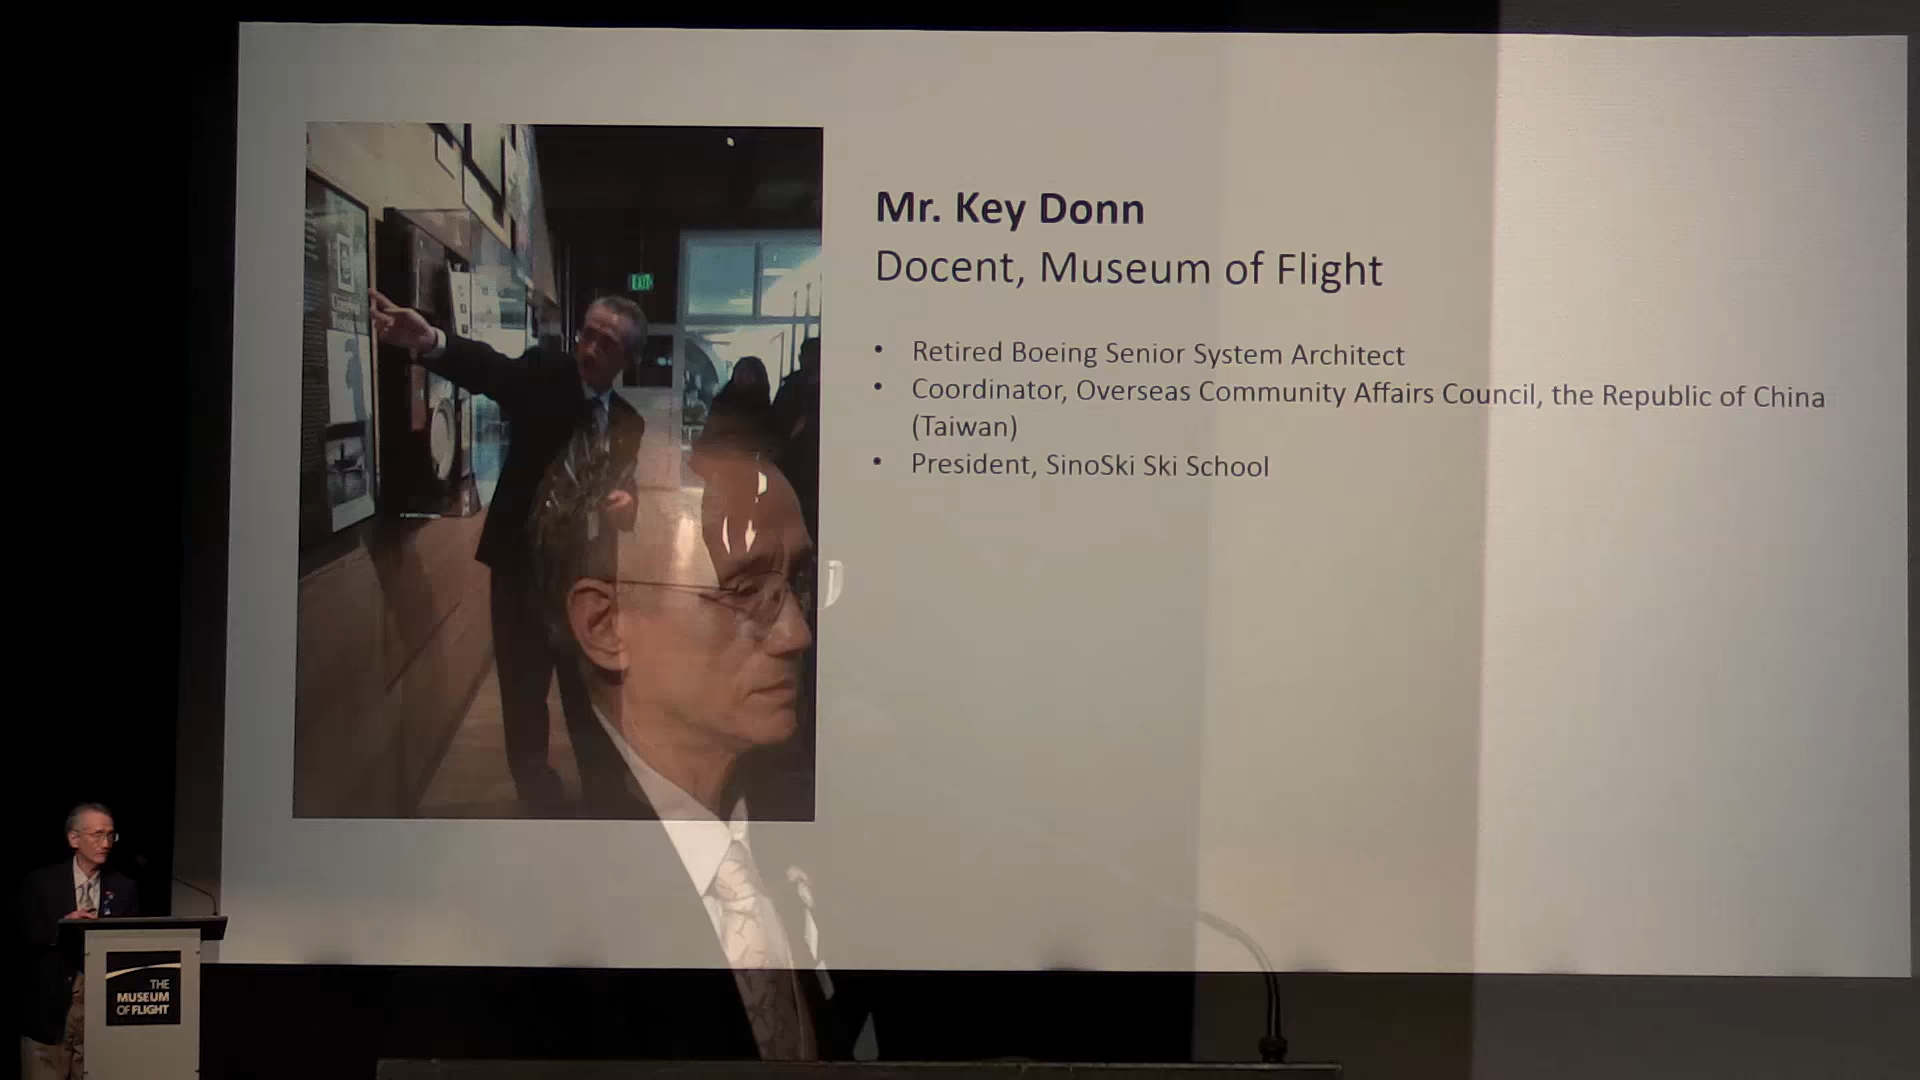 Mr. Key Donn
Docent, Museum of Flight
• Retired Boeing Senior System Architect
• Coordinator, Overseas Community Affairs Council, the Republic of China
(Taiwan)
• President, SinoSki Ski School
EXIT
THE
MUSEUM
OF FLIGHT